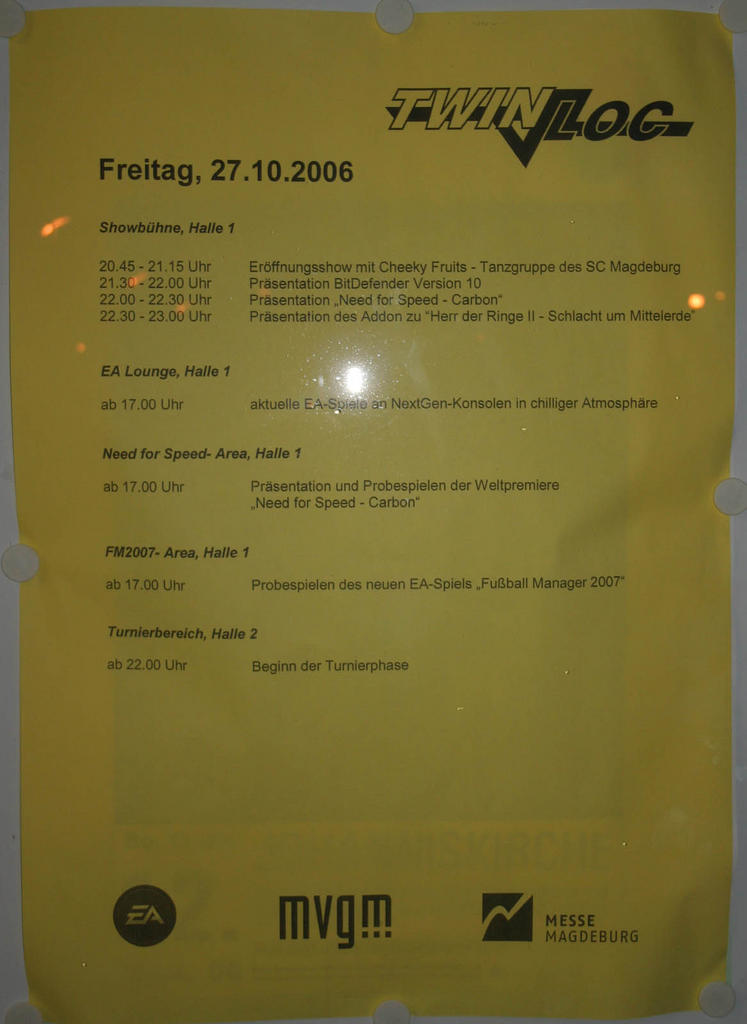 TWINLOC
Freitag, 27.10.2006
Showbühne, Halle 1
20.45 - 21.15 Uhr Eröffnungsshow mit Cheeky Fruits - Tanzgruppe des SC Magdeburg
21.30 - 22.00 Uhr Präsentation BitDefender Version 10
22.00 - 22.30 Uhr Präsentation „Need for Speed - Carbon“
22.30 - 23.00 Uhr Präsentation des Addon zu “Herr der Ringe II - Schlacht um Mittelerde”
EA Lounge, Halle 1
ab 17.00 Uhr aktuelle EA-Spiele an NextGen-Konsolen in chilliger Atmosphäre
Need for Speed- Area, Halle 1
ab 17.00 Uhr Präsentation und Probespielen der Weltpremiere
„Need for Speed - Carbon“
FM2007- Area, Halle 1
ab 17.00 Uhr Probespielen des neuen EA-Spiels „Fußball Manager 2007“
Turnierbereich, Halle 2
ab 22.00 Uhr Beginn der Turnierphase
EA
mvgm
MESSE
MAGDEBURG